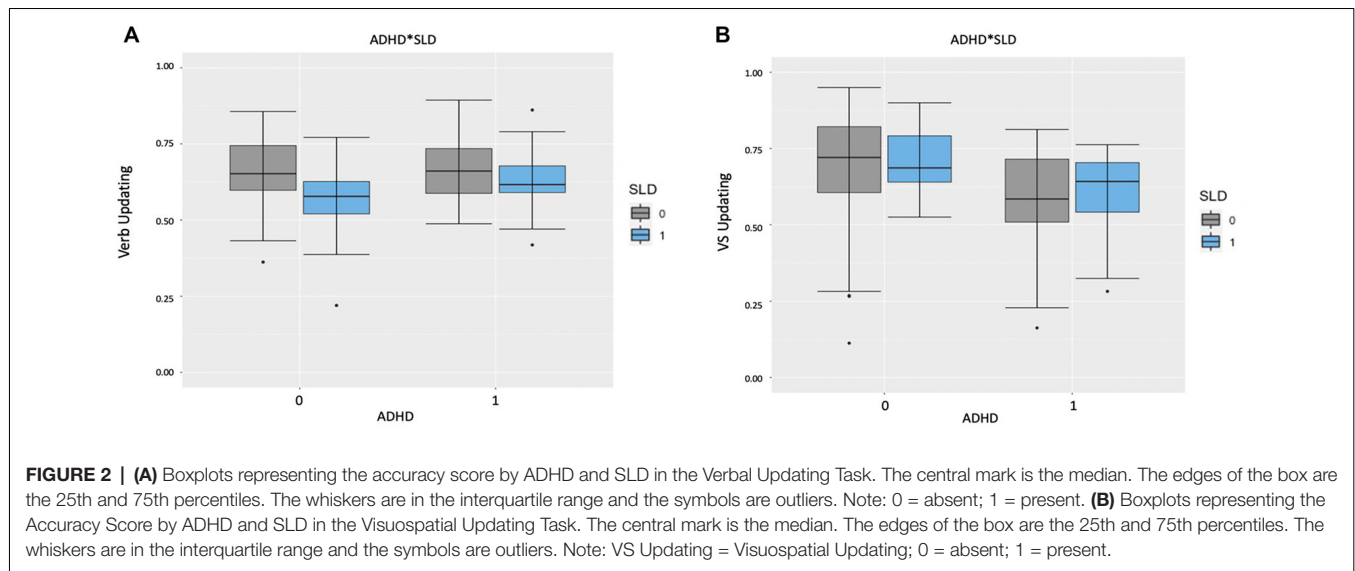 A
ADHD*SLD
1.00
0.75
0.50
0.25
0.00
Verb Updating
0
1
ADHD
SLD
0
1
B
ADHD*SLD
1.00
0.75
0.50
0.25
0.00
VS Updating
0
1
ADHD
SLD
0
1
FIGURE 2 | (A) Boxplots representing the accuracy score by ADHD and SLD in the Verbal Updating Task. The central mark is the median. The edges of the box are
the 25th and 75th percentiles. The whiskers are in the interquartile range and the symbols are outliers. Note: 0 = absent; 1 = present. (B) Boxplots representing the
Accuracy Score by ADHD and SLD in the Visuospatial Updating Task. The central mark is the median. The edges of the box are the 25th and 75th percentiles. The
whiskers are in the interquartile range and the symbols are outliers. Note: VS Updating = Visuospatial Updating; 0 = absent; 1 = present.